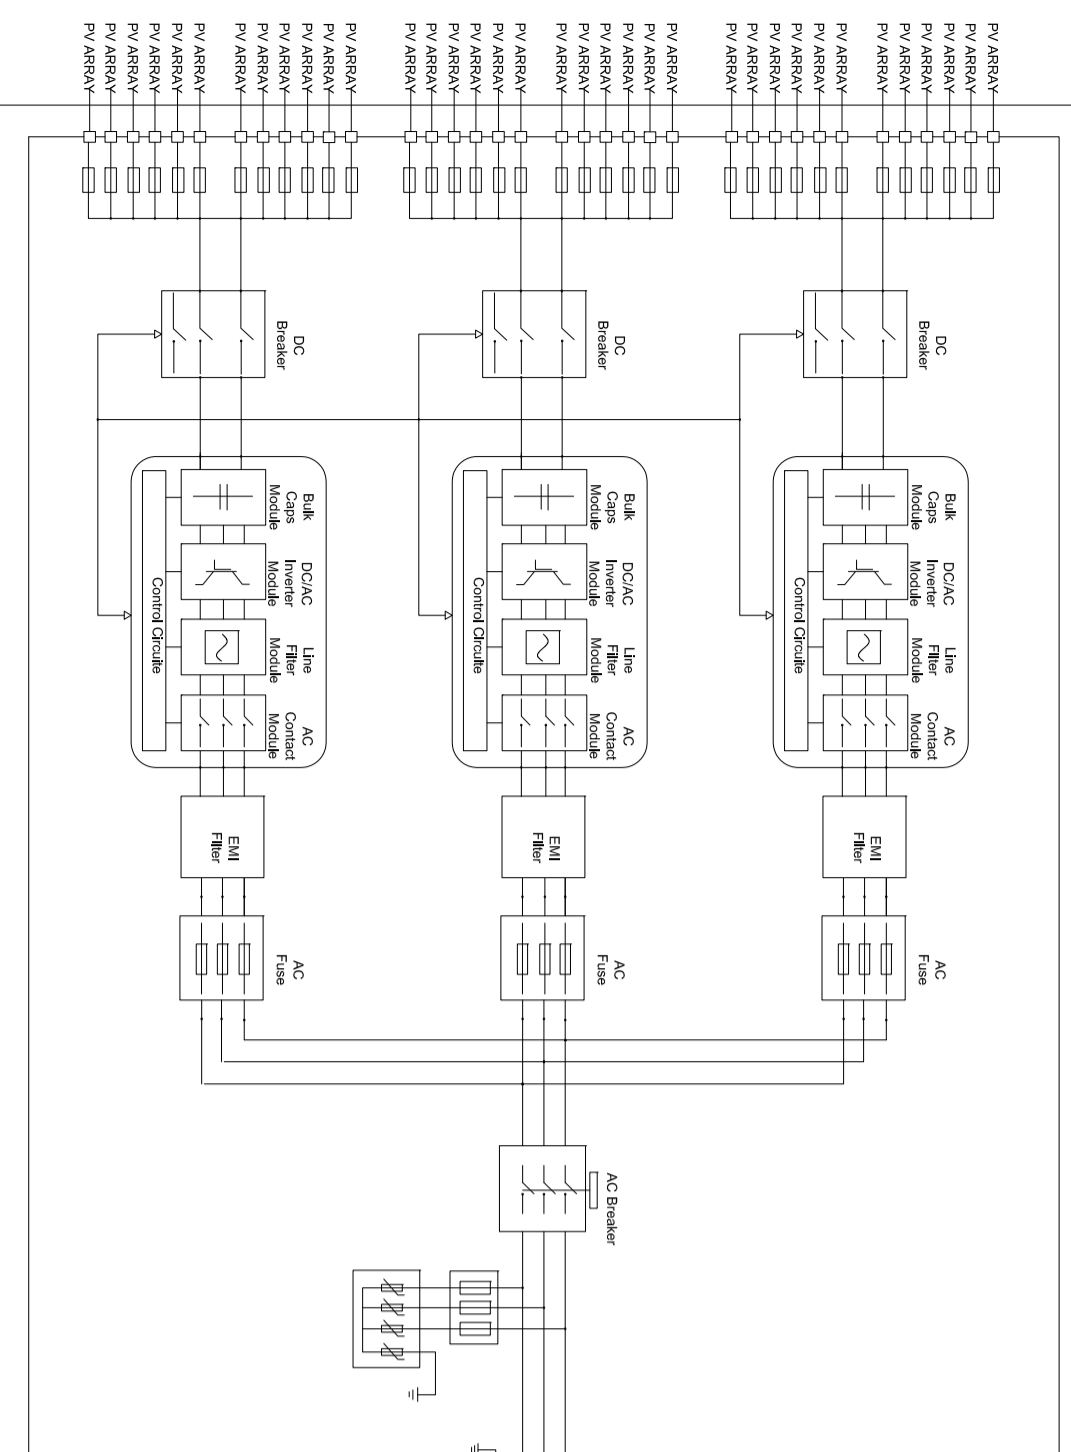 PV ARRAY
PV ARRAY
PV ARRAY
PV ARRAY
PV ARRAY
PV ARRAY
PV ARRAY
PV ARRAY
PV ARRAY
PV ARRAY
PV ARRAY
PV ARRAY
DC
Breaker
Bulk
Caps
Module
DC/AC
Inverter
Module
Line
Filter
Module
AC
Contact
Module
Control Circuite
EMI
Filter
AC
Fuse
PV ARRAY
PV ARRAY
PV ARRAY
PV ARRAY
PV ARRAY
PV ARRAY
PV ARRAY
PV ARRAY
PV ARRAY
PV ARRAY
PV ARRAY
PV ARRAY
DC
Breaker
Bulk
Caps
Module
DC/AC
Inverter
Module
Line
Filter
Module
AC
Contact
Module
Control Circuite
EMI
Filter
AC
Fuse
AC Breaker
PV ARRAY
PV ARRAY
PV ARRAY
PV ARRAY
PV ARRAY
PV ARRAY
PV ARRAY
PV ARRAY
PV ARRAY
PV ARRAY
PV ARRAY
PV ARRAY
DC
Breaker
Bulk
Caps
Module
DC/AC
Inverter
Module
Line
Filter
Module
AC
Contact
Module
Control Circuite
EMI
Filter
AC
Fuse